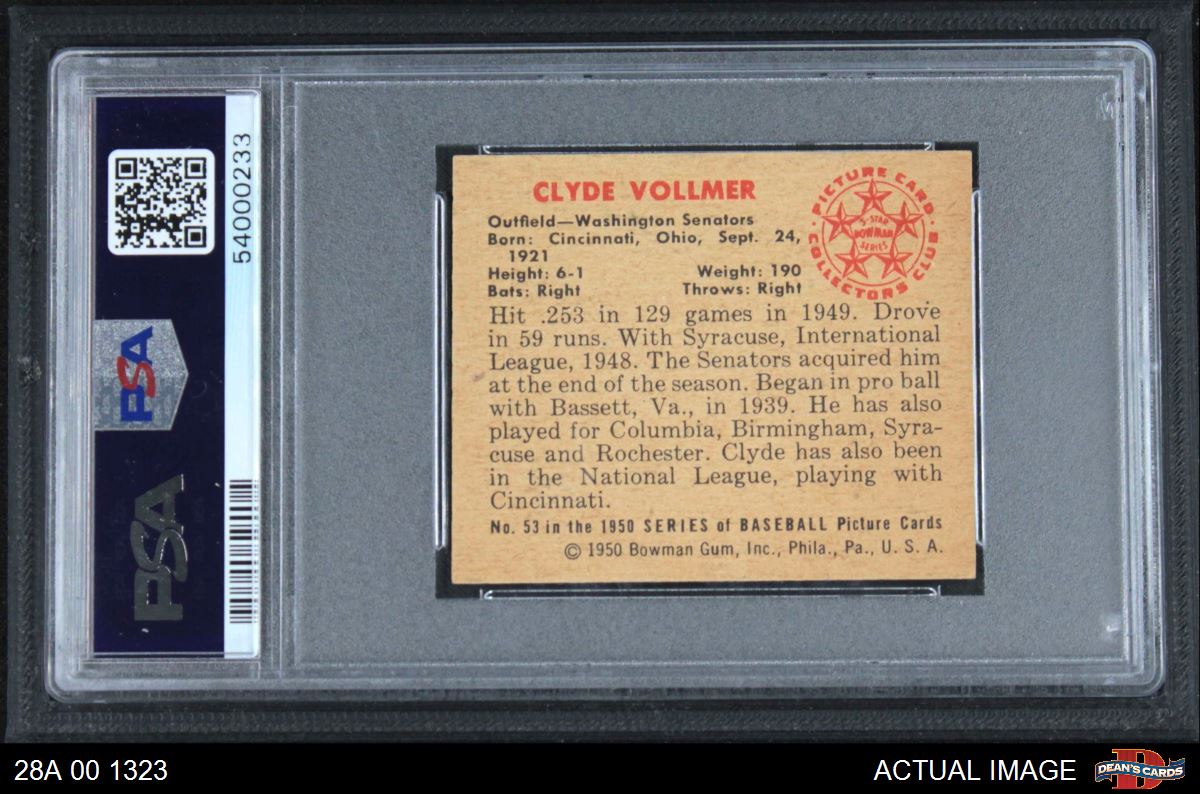 54000233
PSA
PSA
CLYDE VOLLMER
Outfield—Washington Senators
Born: Cincinnati, Ohio, Sept. 24,
1921
Height: 6-1 Weight: 190
Bats: Right Throws: Right
PICTURE CARD
COLLECTORS CLUB
5-STAR
BOWMAN
SERIES
Hit .253 in 129 games in 1949. Drove
in 59 runs. With Syracuse, International
League, 1948. The Senators acquired him
at the end of the season. Began in pro ball
with Bassett, Va., in 1939. He has also
played for Columbia, Birmingham, Syra-
cuse and Rochester. Clyde has also been
in the National League, playing with
Cincinnati.
No. 53 in the 1950 SERIES of BASEBALL Picture Cards
© 1950 Bowman Gum, Inc., Phila., Pa., U. S. A.
28A 00 1323
ACTUAL IMAGE
D
DEAN'S CARDS